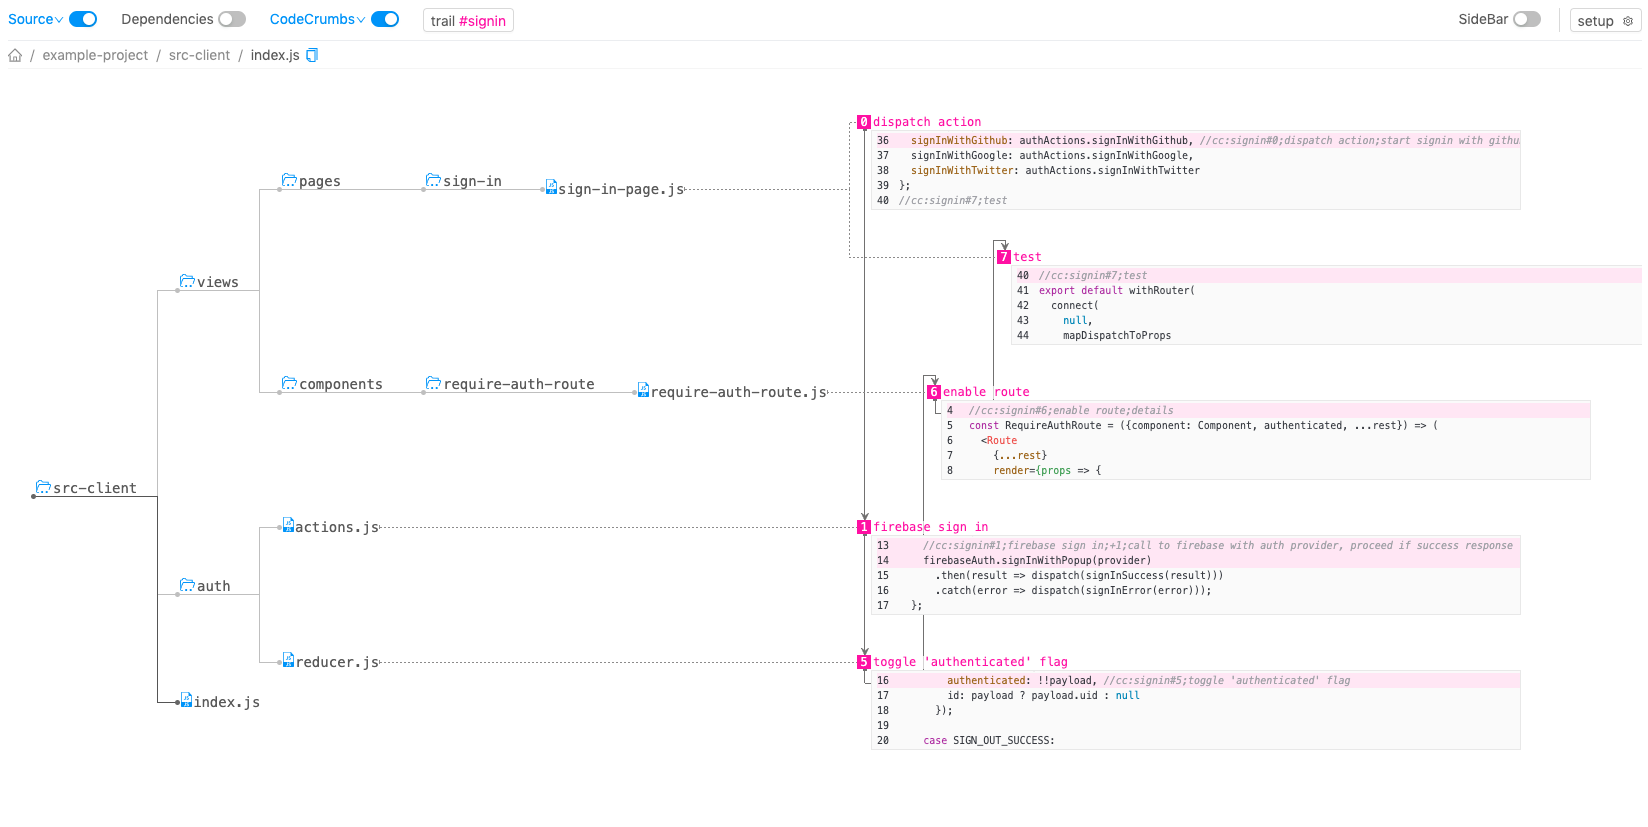 Source Dependencies CodeCrumbs trail #signin SideBar setup
/ example-project / src-client / index.js
0 dispatch action
36 signInWithGithub: authActions.signInWithGithub, //cc:signin#0;dispatch action;start signin with githu
37 signInWithGoogle: authActions.signInWithGoogle,
38 signInWithTwitter: authActions.signInWithTwitter
39 };
40 //cc:signin#7;test
pages sign-in sign-in-page.js
7 test
40 //cc:signin#7;test
41 export default withRouter(
42 connect(
43 null,
44 mapDispatchToProps
views
components require-auth-route require-auth-route.js
6 enable route
4 //cc:signin#6;enable route;details
5 const RequireAuthRoute = ({component: Component, authenticated, ...rest}) => (
6 <Route
7 {...rest}
8 render={props => {
src-client
actions.js
1 firebase sign in
13 //cc:signin#1;firebase sign in;+1;call to firebase with auth provider, proceed if success response
14 firebaseAuth.signInWithPopup(provider)
15 .then(result => dispatch(signInSuccess(result)))
16 .catch(error => dispatch(signInError(error)));
17 };
auth
reducer.js
5 toggle 'authenticated' flag
16 authenticated: !!payload, //cc:signin#5;toggle 'authenticated' flag
17 id: payload ? payload.uid : null
18 });
19
20 case SIGN_OUT_SUCCESS:
index.js